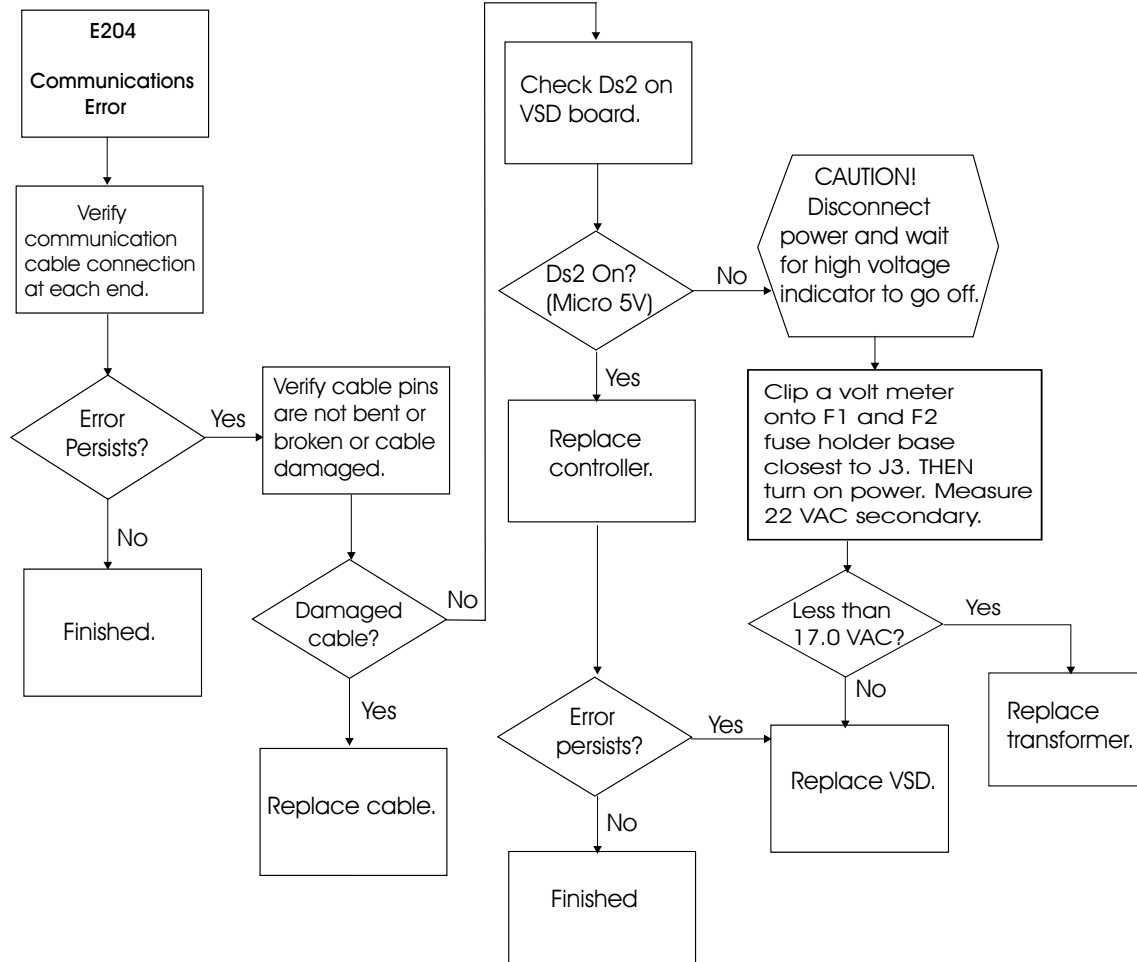 E204
Communications
Error
Verify
communication
cable connection
at each end.
Error
Persists?
Yes
No
Finished.
Verify cable pins
are not bent or
broken or cable
damaged.
Damaged
cable?
No
Yes
Replace cable.
Check Ds2 on
VSD board.
Ds2 On?
(Micro 5V)
No
Yes
Replace
controller.
Error
persists?
Yes
No
Finished
CAUTION!
Disconnect
power and wait
for high voltage
indicator to go off.
Clip a volt meter
onto F1 and F2
fuse holder base
closest to J3. THEN
turn on power. Measure
22 VAC secondary.
Less than
17.0 VAC?
Yes
No
Replace VSD.
Replace
transformer.